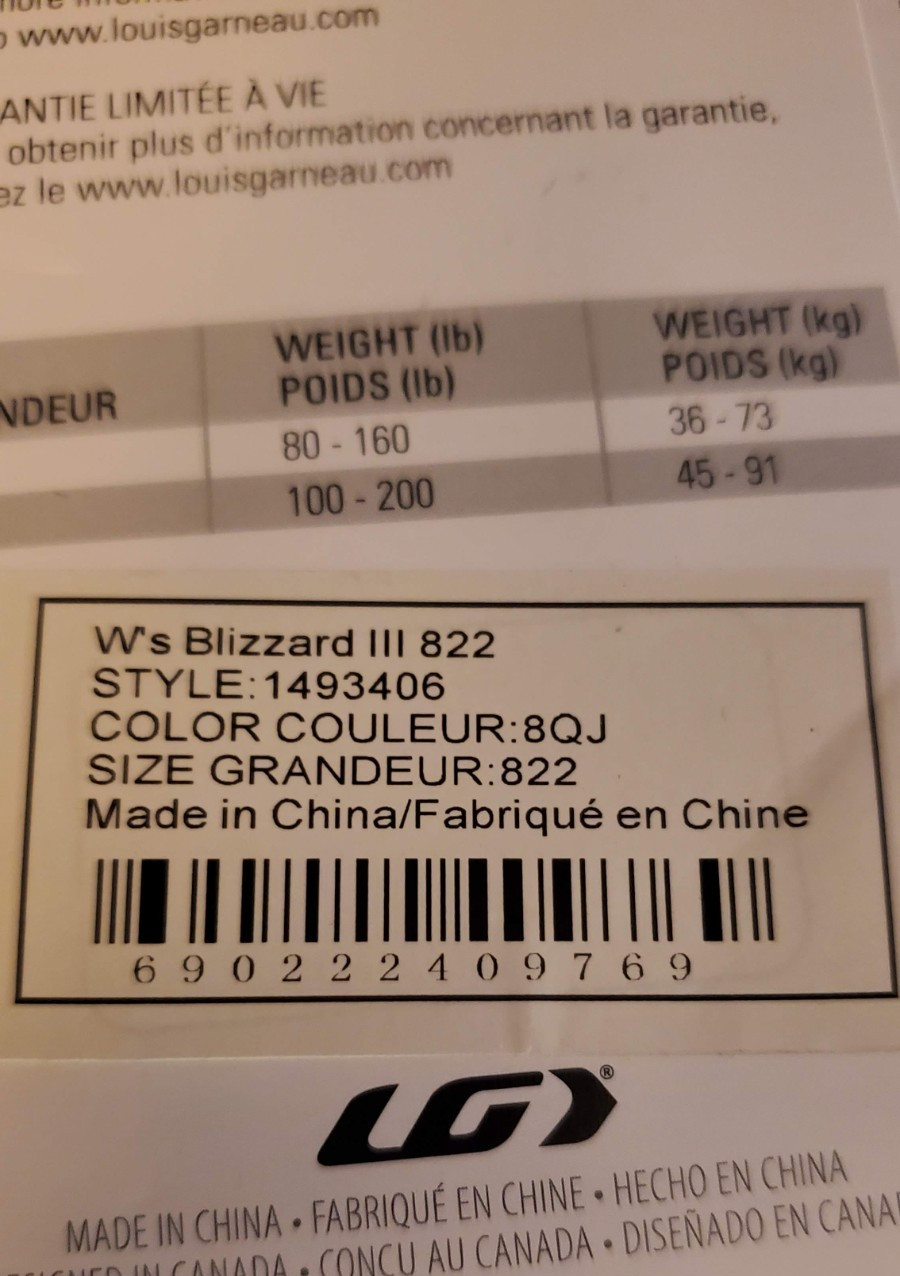 www.louisgarneau.com
ANTIE LIMITÉE À VIE
obtenir plus d'information concernant la garantie,
ez le www.louisgarneau.com
NDEUR WEIGHT (lb) WEIGHT (kg)
POIDS (lb) POIDS (kg)
80 - 160 36 - 73
100 - 200 45 - 91
W's Blizzard III 822
STYLE:1493406
COLOR COULEUR:8QJ
SIZE GRANDEUR:822
Made in China/Fabriqué en Chine
690222409769
LG®
MADE IN CHINA • FABRIQUÉ EN CHINE • HECHO EN CHINA
IN CANADA • CONÇU AU CANADA • DISEÑADO EN CANA